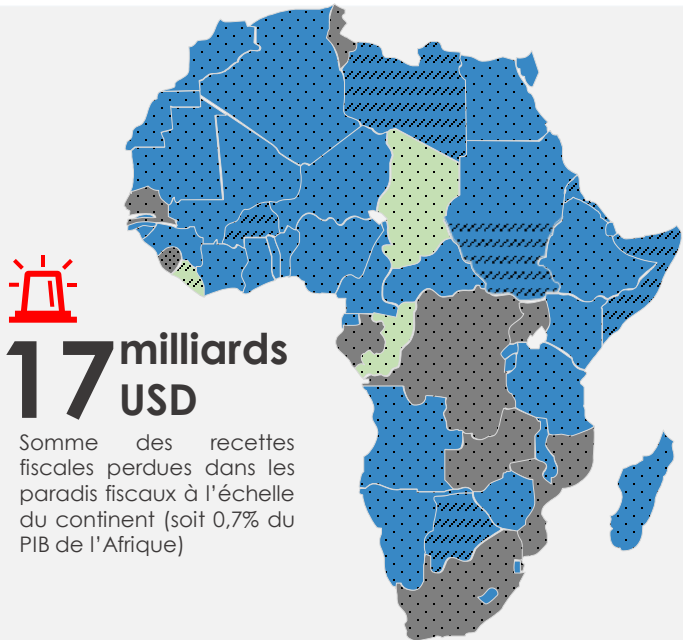 17 milliards
USD
Somme des recettes
fiscales perdues dans les
paradis fiscaux à l’échelle
du continent (soit 0,7% du
PIB de l’Afrique)